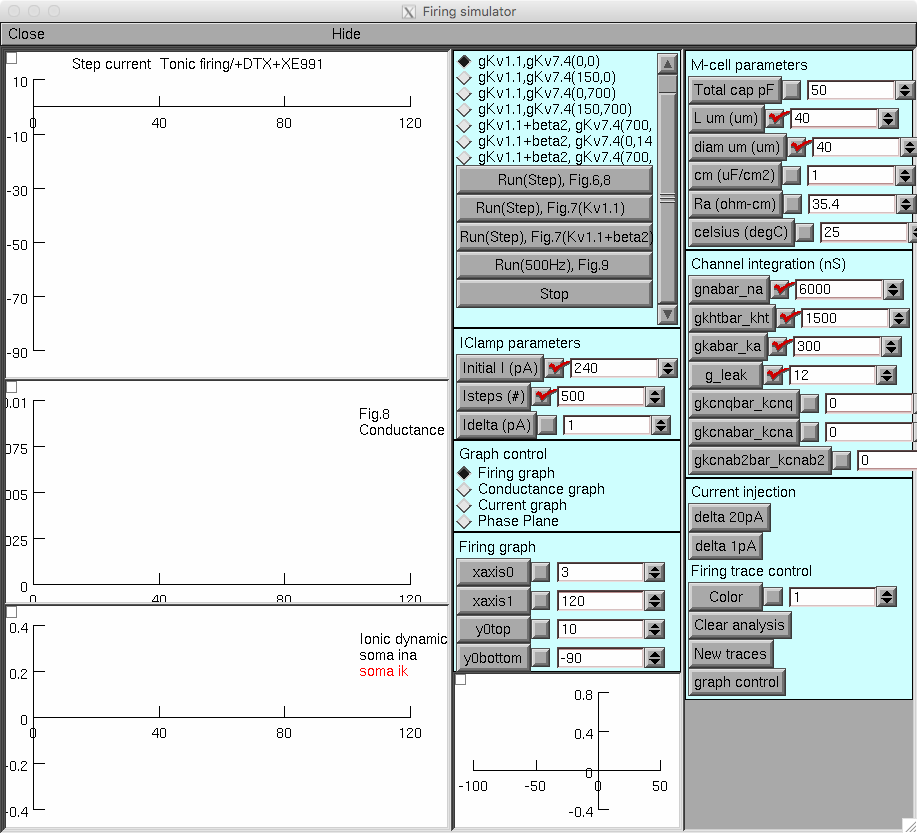 Firing simulator
Close Hide
Step current Tonic firing/+DTX+XE991
10
-10
-30
-50
-70
-90
0 40 80 120
Fig.8
Conductance
0.01
075
005
025
0
0 40 80 120
Ionic dynamic
soma ina
soma ik
0.4
0.2
0
-0.2
-0.4
0 40 80 120
gKv1.1,gKv7.4(0,0)
gKv1.1,gKv7.4(150,0)
gKv1.1,gKv7.4(0,700)
gKv1.1,gKv7.4(150,700)
gKv1.1+beta2, gKv7.4(700,
gKv1.1+beta2, gKv7.4(0,14
gKv1.1+beta2, gKv7.4(700,
Run(Step), Fig.6,8
Run(Step), Fig.7(Kv1.1)
Run(Step), Fig.7(Kv1.1+beta2)
Run(500Hz), Fig.9
Stop
IClamp parameters
Initial I (pA) 240
Isteps (#) 500
Idelta (pA) 1
Graph control
Firing graph
Conductance graph
Current graph
Phase Plane
Firing graph
xaxis0 3
xaxis1 120
y0top 10
y0bottom -90
0.8
0.4
0
-0.4
-100 -50 0 50
M-cell parameters
Total cap pF 50
L um (um) 40
diam um (um) 40
cm (uF/cm2) 1
Ra (ohm-cm) 35.4
celsius (degC) 25
Channel integration (nS)
gnabar_na 6000
gkhtbar_kht 1500
gkabar_ka 300
g_leak 12
gkcnqbar_kcnq 0
gkcnabar_kcna 0
gkcnab2bar_kcnab2 0
Current injection
delta 20pA
delta 1pA
Firing trace control
Color 1
Clear analysis
New traces
graph control